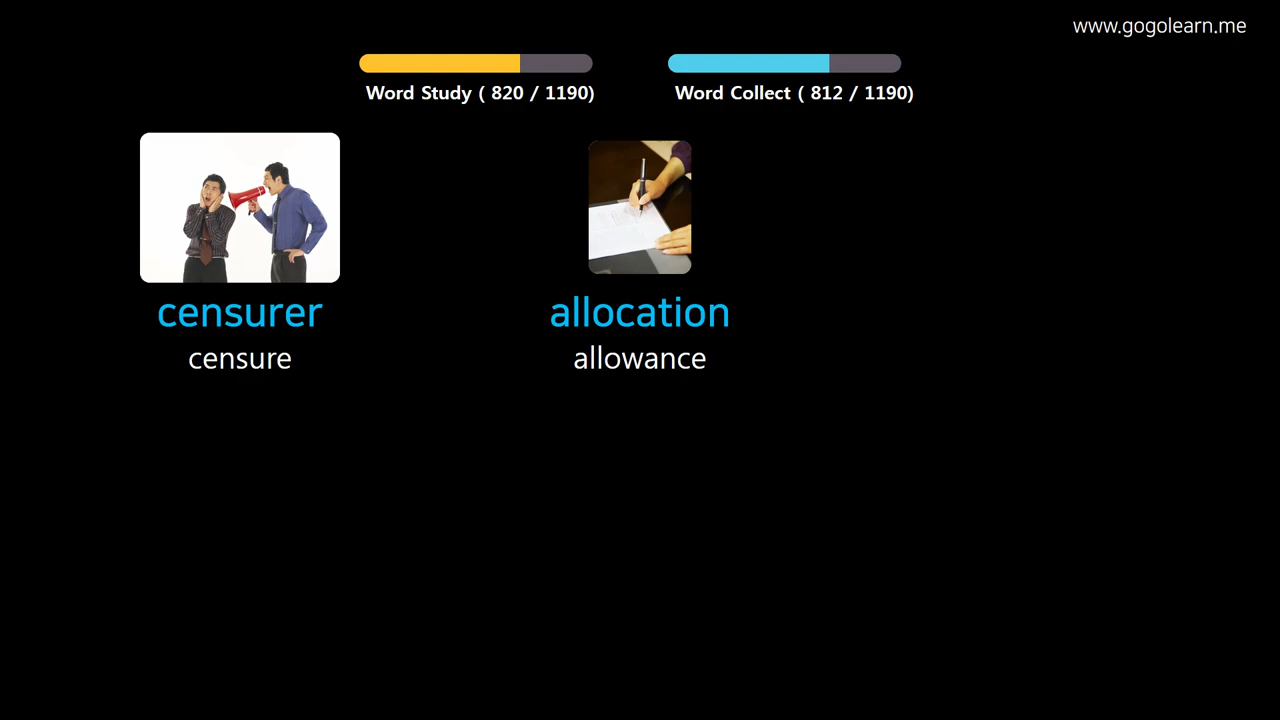 www.gogolearn.me
Word Study ( 820 / 1190)
Word Collect ( 812 / 1190)
censurer
censure
allocation
allowance